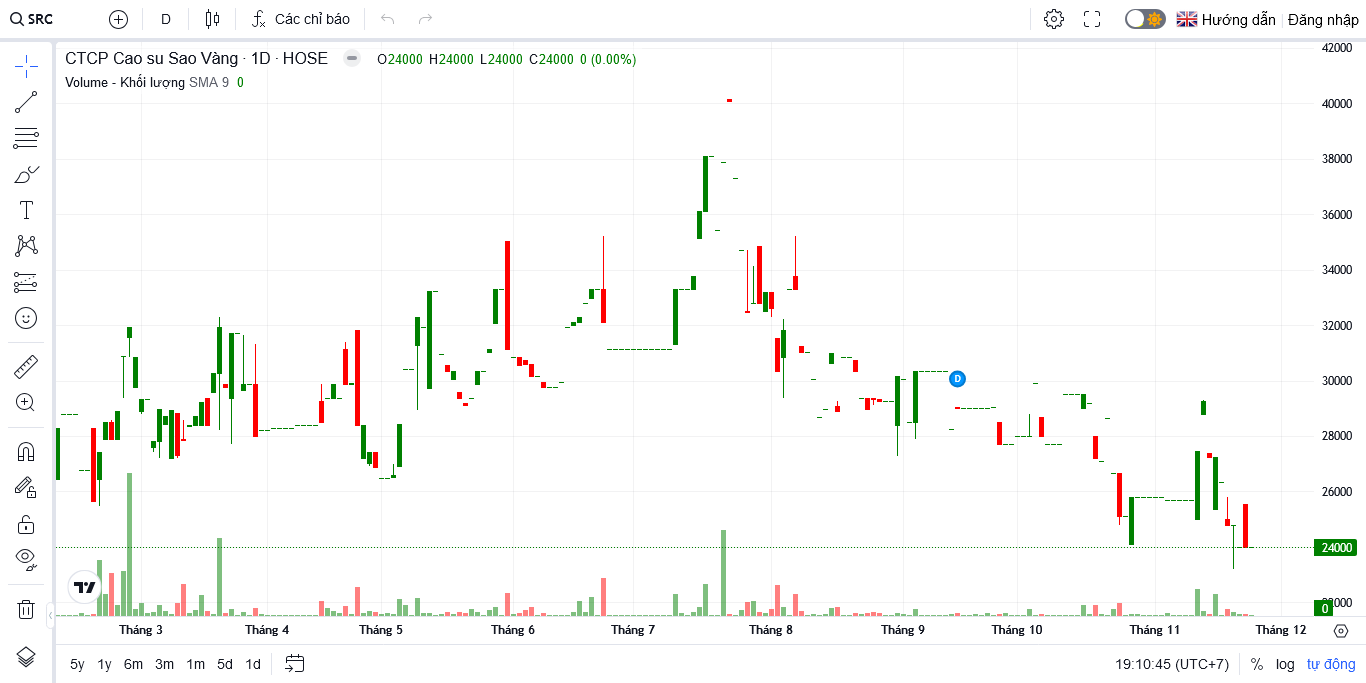 SRC D Các chỉ báo Hướng dẫn Đăng nhập
CTCP Cao su Sao Vàng · 1D · HOSE O24000 H24000 L24000 C24000 0 (0.00%)
Volume - Khối lượng SMA 9 0
42000
40000
38000
36000
34000
32000
30000
D
28000
26000
24000
0
Tháng 3 Tháng 4 Tháng 5 Tháng 6 Tháng 7 Tháng 8 Tháng 9 Tháng 10 Tháng 11 Tháng 12
5y 1y 6m 3m 1m 5d 1d 19:10:45 (UTC+7) % log tự động